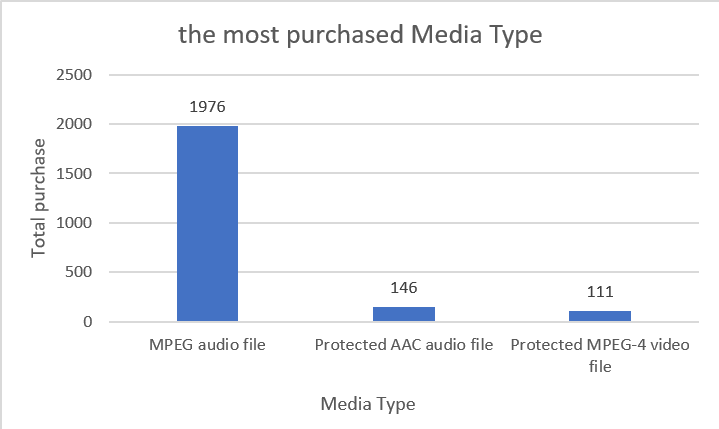 the most purchased Media Type
2500
2000
1500
1000
500
0
Total purchase
1976
146
111
MPEG audio file
Protected AAC audio file
Protected MPEG-4 video
file
Media Type